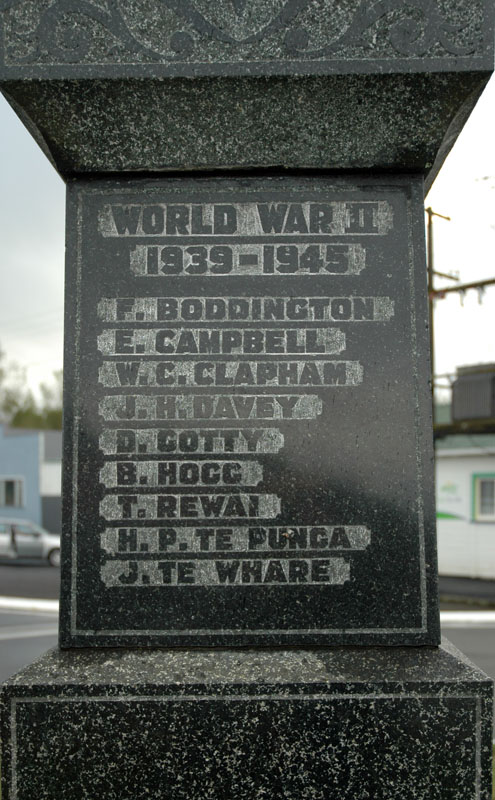 WORLD WAR II
1939-1945
F. BODDINGTON
E. CAMPBELL
W. C. CLAPHAM
J. H. DAVEY
D. GOTTY
B. HOGG
T. REWAI
H. P. TE PUNGA
J. TE WHARE